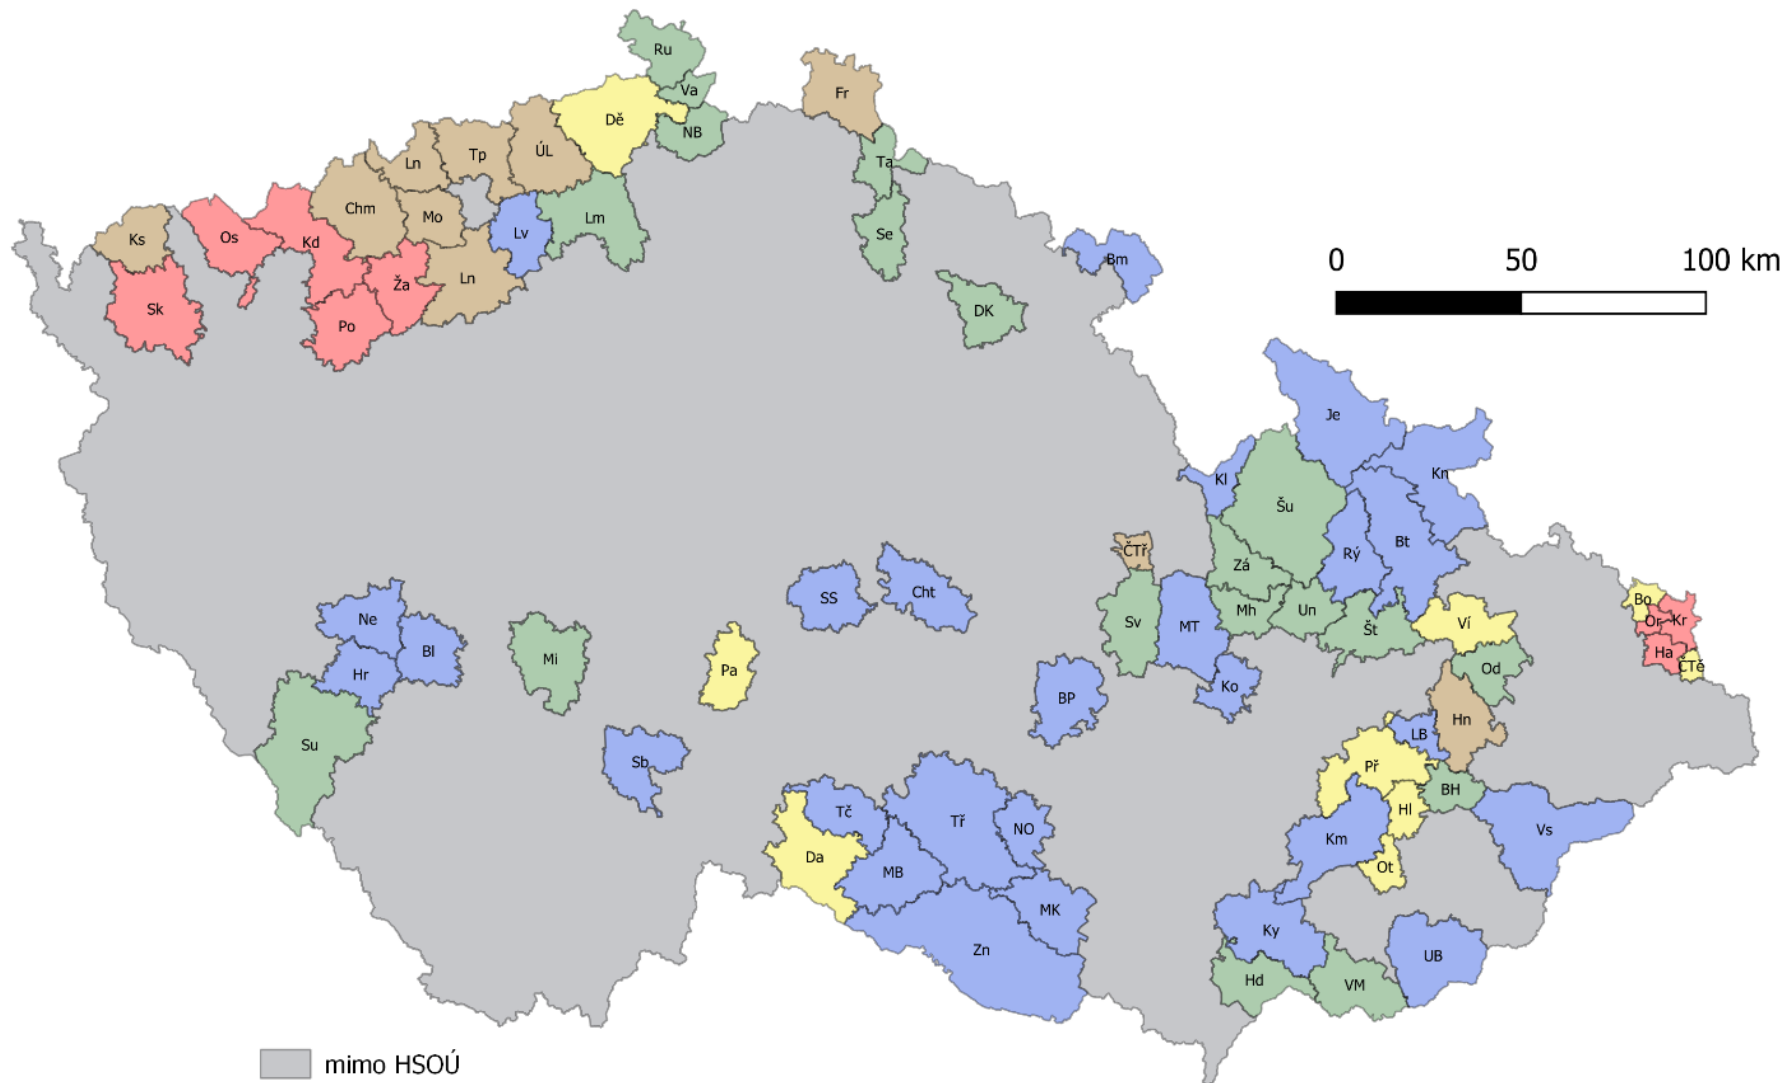 Ru
Va
NB
Dě
Fr
Ln
Tp
ÚL
Ta
Chm
Mo
Lv
Lm
Se
Ks
Os
Kd
Ža
Ln
Sk
Po
Bm
DK
0 50 100 km
Je
Kl
Kn
Šu
Rý
Bt
ČTř
Zá
SS
Cht
Sv
MT
Mh
Un
Št
Ví
Bo
Or
Kr
Ha
ČTě
Ne
Bl
Hr
Mi
Pa
BP
Ko
Od
Su
Sb
Hn
LB
Př
BH
Hl
Tč
Tř
NO
Km
Vs
Da
MB
Ot
MK
Ky
Zn
UB
Hd
VM
mimo HSOÚ